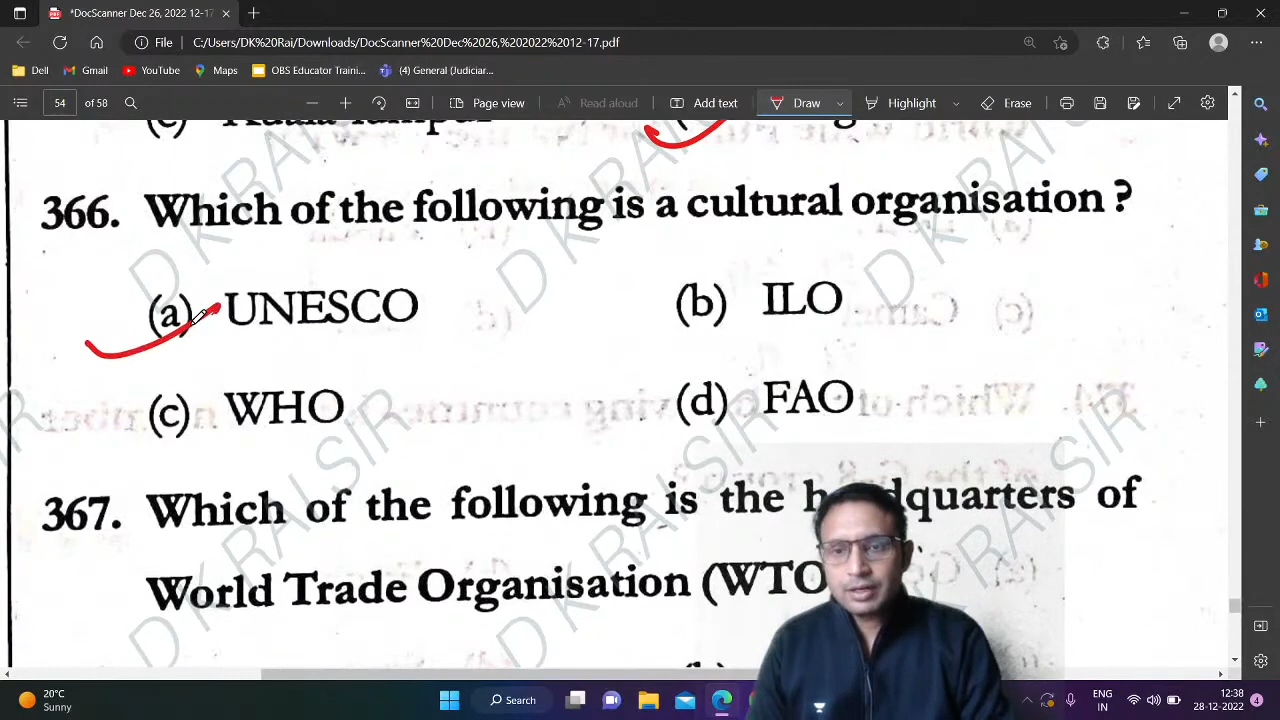 *DocScanner Dec 26, 2022 12-17
C:/Users/DK%20Rai/Downloads/DocScanner%20Dec%2026,%202022%2012-17.pdf
Dell Gmail YouTube Maps OBS Educator Traini... (4) General (Judiciar...
54 of 58 Page view Read aloud Add text Draw Highlight Erase
366. Which of the following is a cultural organisation ?
(a) UNESCO (b) ILO
(c) WHO (d) FAO
367. Which of the following is the headquarters of
World Trade Organisation (WTO
D K RAI SIR
20°C
Sunny
Search
ENG
IN
12:38
28-12-2022
4